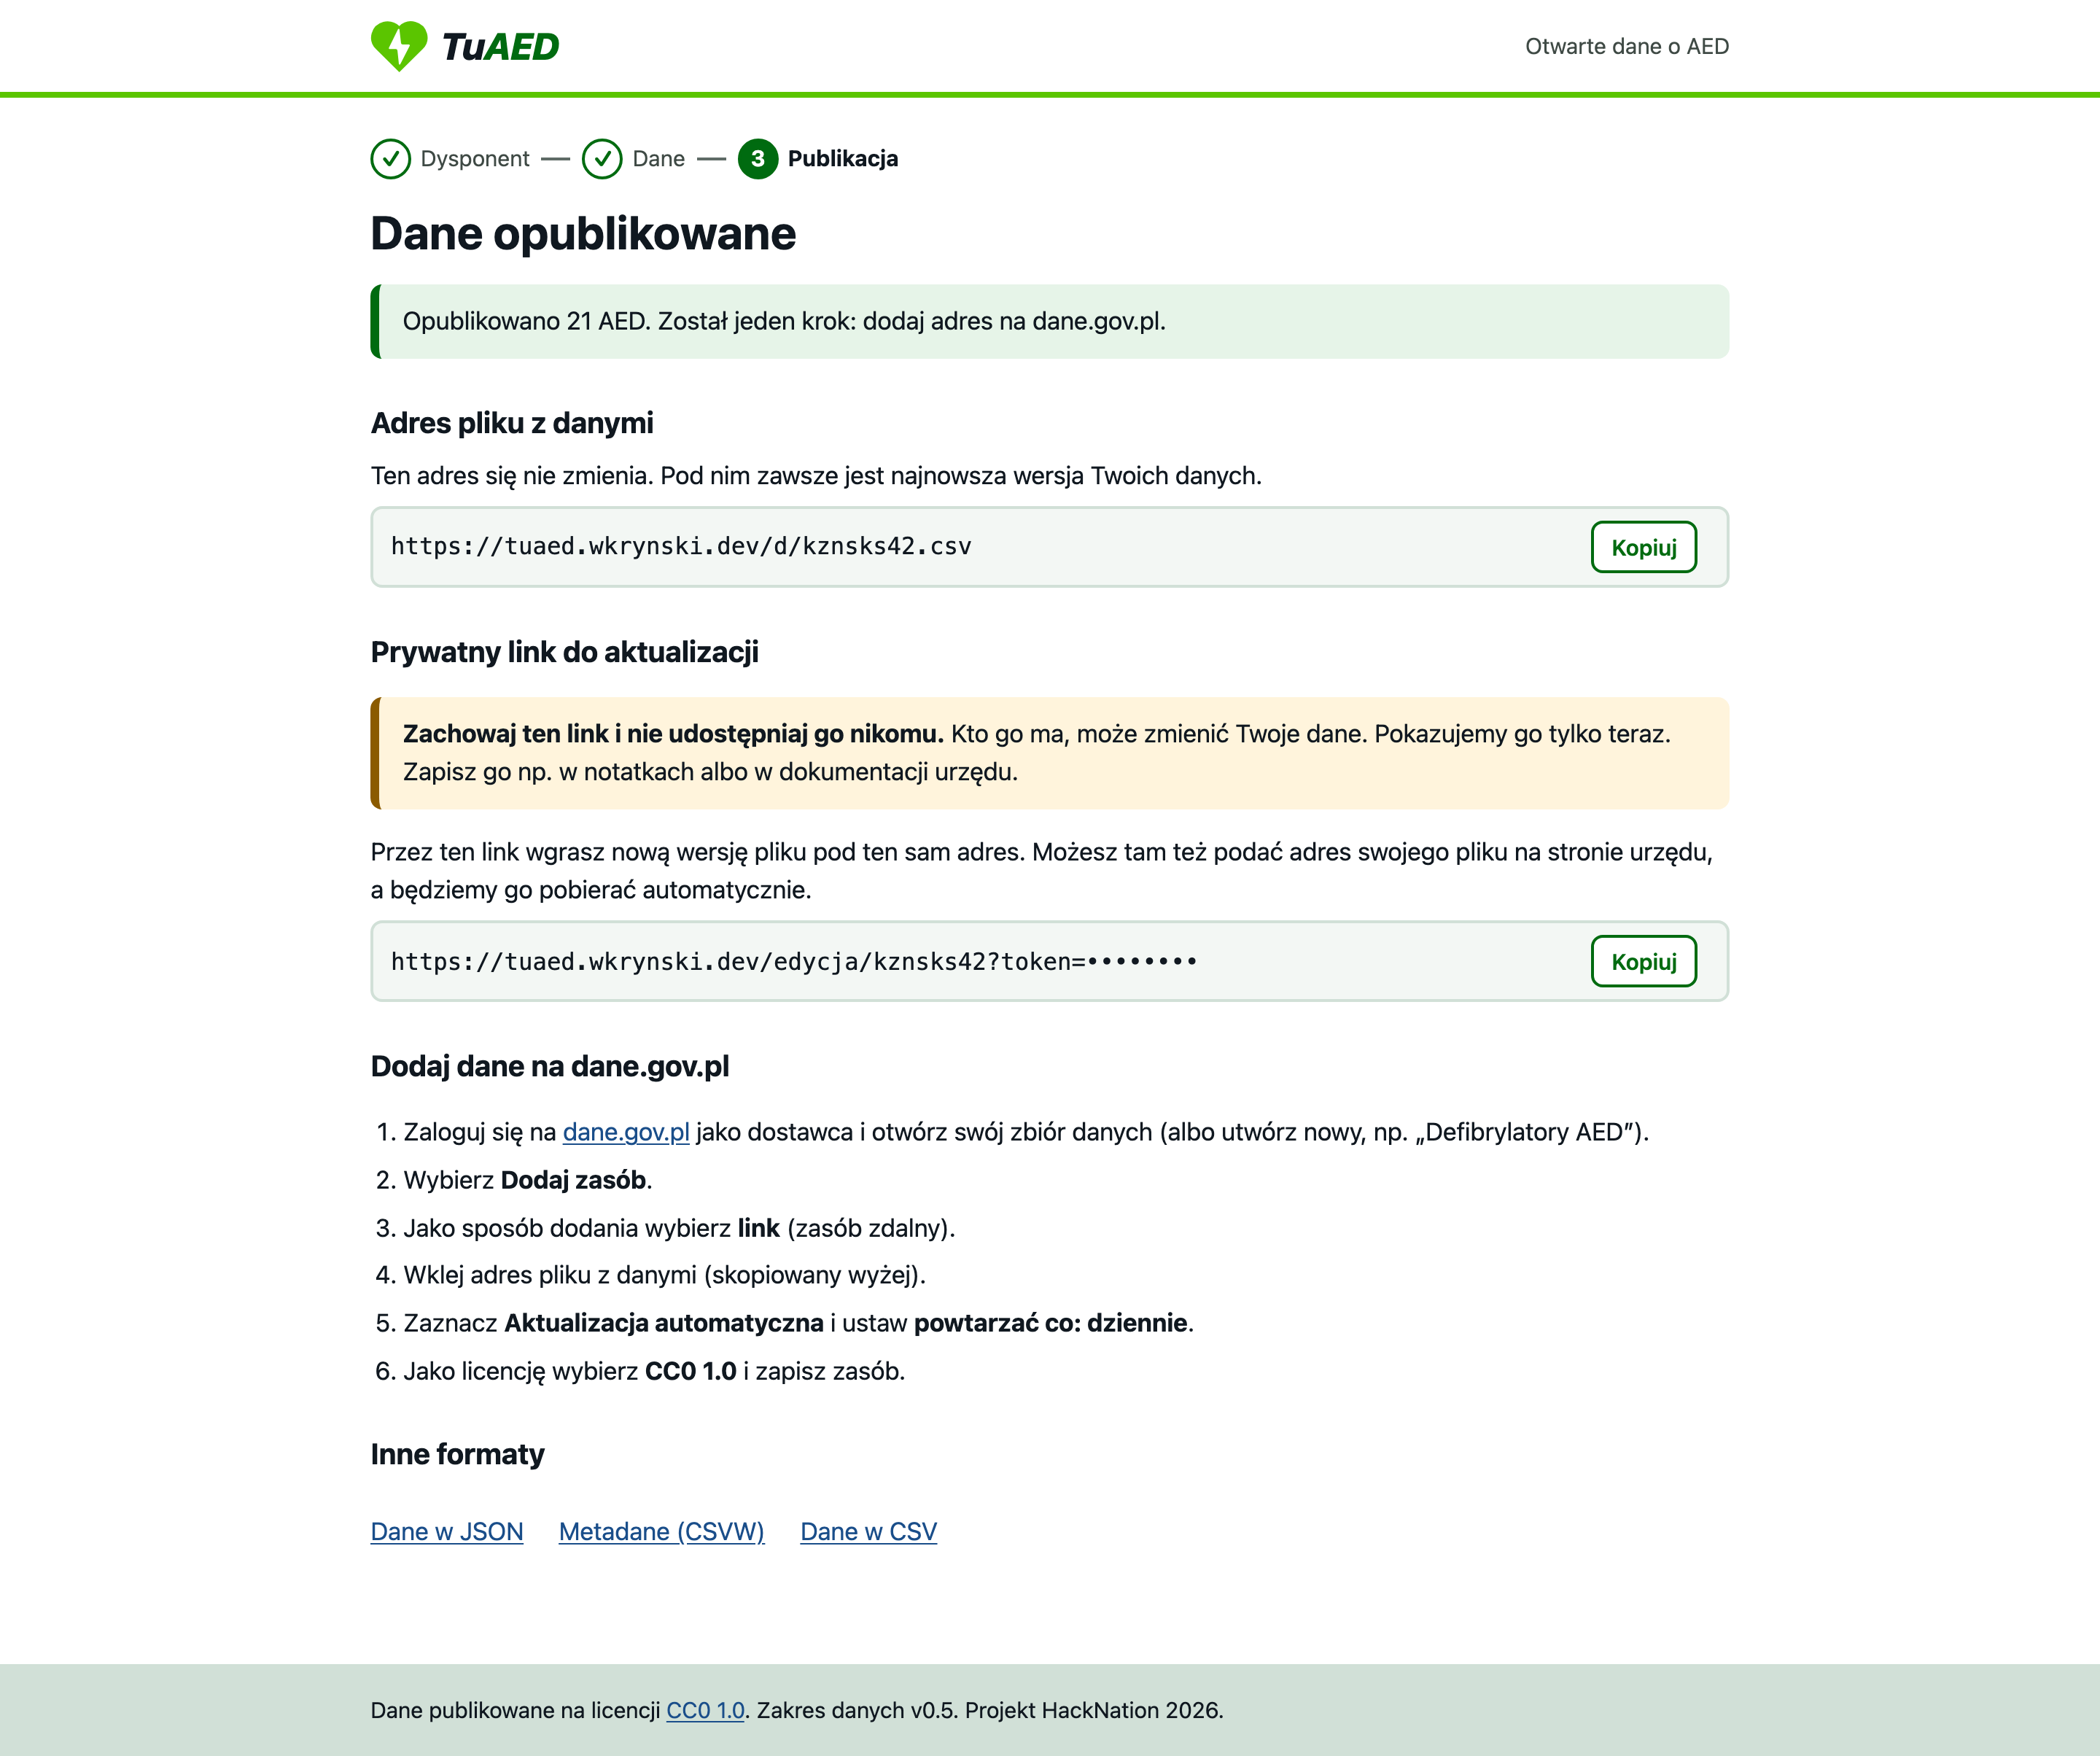 TuAED
Otwarte dane o AED
Dysponent
Dane
3 Publikacja
Dane opublikowane
Opublikowano 21 AED. Został jeden krok: dodaj adres na dane.gov.pl.
Adres pliku z danymi
Ten adres się nie zmienia. Pod nim zawsze jest najnowsza wersja Twoich danych.
https://tuaed.wkrynski.dev/d/kznsks42.csv
Kopiuj
Prywatny link do aktualizacji
Zachowaj ten link i nie udostępniaj go nikomu. Kto go ma, może zmienić Twoje dane. Pokazujemy go tylko teraz.
Zapisz go np. w notatkach albo w dokumentacji urzędu.
Przez ten link wgrasz nową wersję pliku pod ten sam adres. Możesz tam też podać adres swojego pliku na stronie urzędu,
a będziemy go pobierać automatycznie.
https://tuaed.wkrynski.dev/edycja/kznsks42?token=••••••••
Kopiuj
Dodaj dane na dane.gov.pl
1. Zaloguj się na dane.gov.pl jako dostawca i otwórz swój zbiór danych (albo utwórz nowy, np. „Defibrylatory AED”).
2. Wybierz Dodaj zasób.
3. Jako sposób dodania wybierz link (zasób zdalny).
4. Wklej adres pliku z danymi (skopiowany wyżej).
5. Zaznacz Aktualizacja automatyczna i ustaw powtarzać co: dziennie.
6. Jako licencję wybierz CC0 1.0 i zapisz zasób.
Inne formaty
Dane w JSON
Metadane (CSVW)
Dane w CSV
Dane publikowane na licencji CC0 1.0. Zakres danych v0.5. Projekt HackNation 2026.